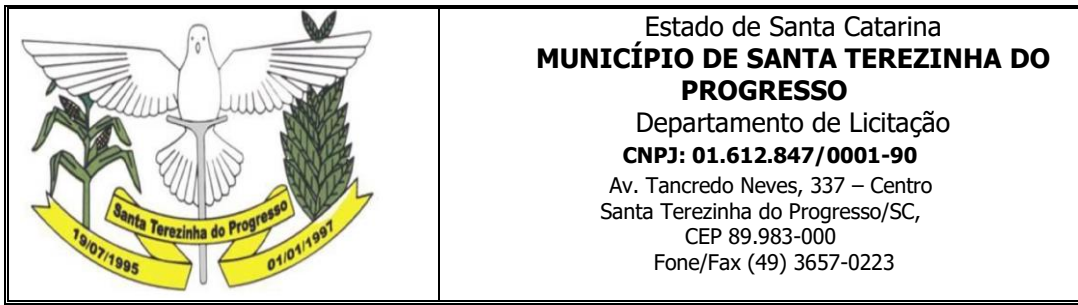 Santa Terezinha do Progresso
19/07/1995
01/01/1997
Estado de Santa Catarina
MUNICÍPIO DE SANTA TEREZINHA DO
PROGRESSO
Departamento de Licitação
CNPJ: 01.612.847/0001-90
Av. Tancredo Neves, 337 – Centro
Santa Terezinha do Progresso/SC,
CEP 89.983-000
Fone/Fax (49) 3657-0223